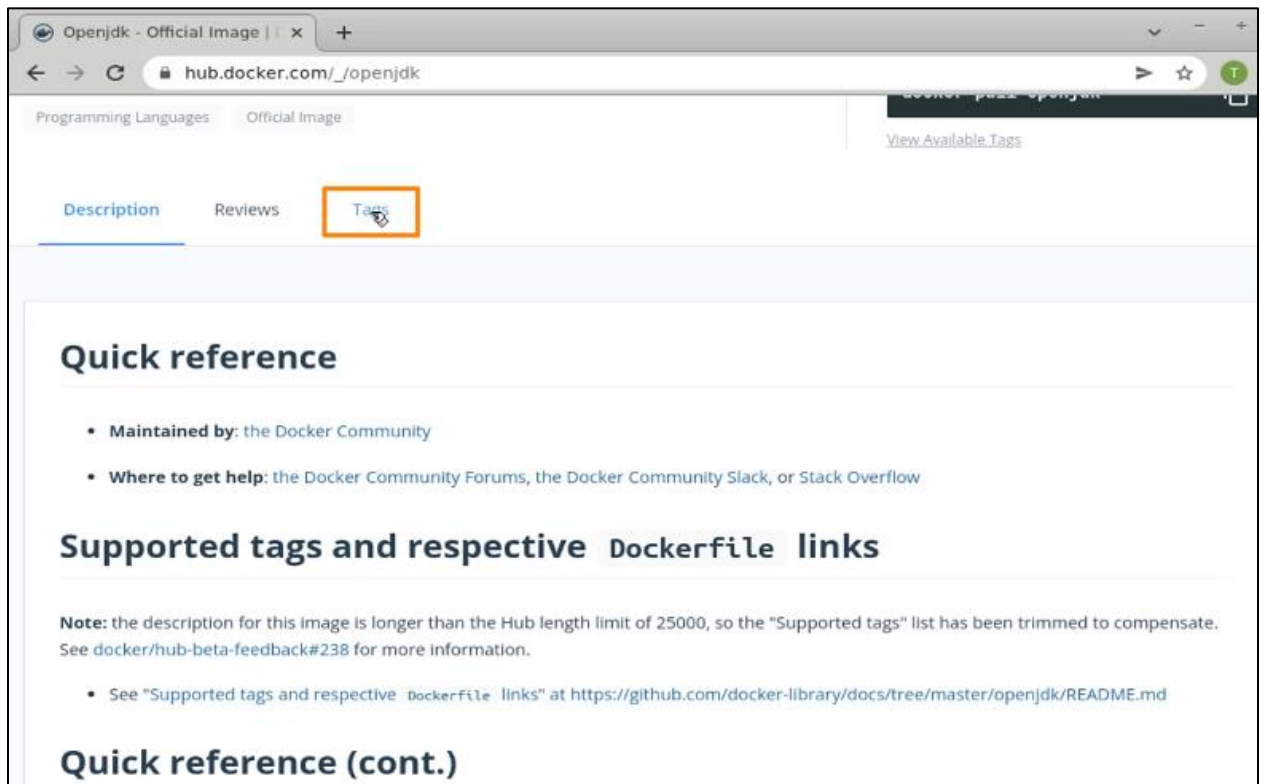 Openjdk - Official Image |
hub.docker.com/_/openjdk
T
Programming Languages Official Image
docker pull openjdk
View Available Tags
Description Reviews Tags
Quick reference
• Maintained by: the Docker Community
• Where to get help: the Docker Community Forums, the Docker Community Slack, or Stack Overflow
Supported tags and respective Dockerfile links
Note: the description for this image is longer than the Hub length limit of 25000, so the "Supported tags" list has been trimmed to compensate.
See docker/hub-beta-feedback#238 for more information.
• See "Supported tags and respective Dockerfile links" at https://github.com/docker-library/docs/tree/master/openjdk/README.md
Quick reference (cont.)